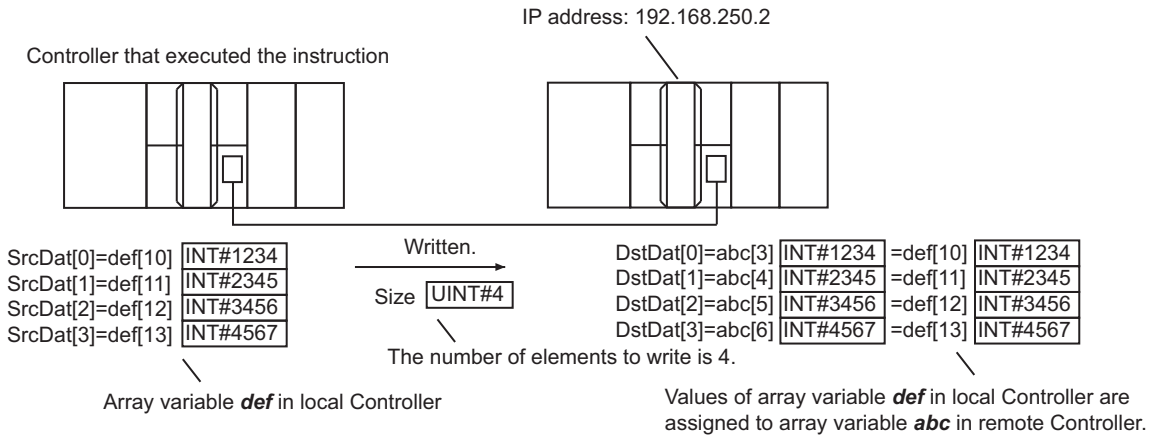 IP address: 192.168.250.2
Controller that executed the instruction
SrcDat[0]=def[10] INT#1234
SrcDat[1]=def[11] INT#2345
SrcDat[2]=def[12] INT#3456
SrcDat[3]=def[13] INT#4567
Written.
Size UINT#4
The number of elements to write is 4.
Array variable def in local Controller
DstDat[0]=abc[3] INT#1234 =def[10] INT#1234
DstDat[1]=abc[4] INT#2345 =def[11] INT#2345
DstDat[2]=abc[5] INT#3456 =def[12] INT#3456
DstDat[3]=abc[6] INT#4567 =def[13] INT#4567
Values of array variable def in local Controller are
assigned to array variable abc in remote Controller.